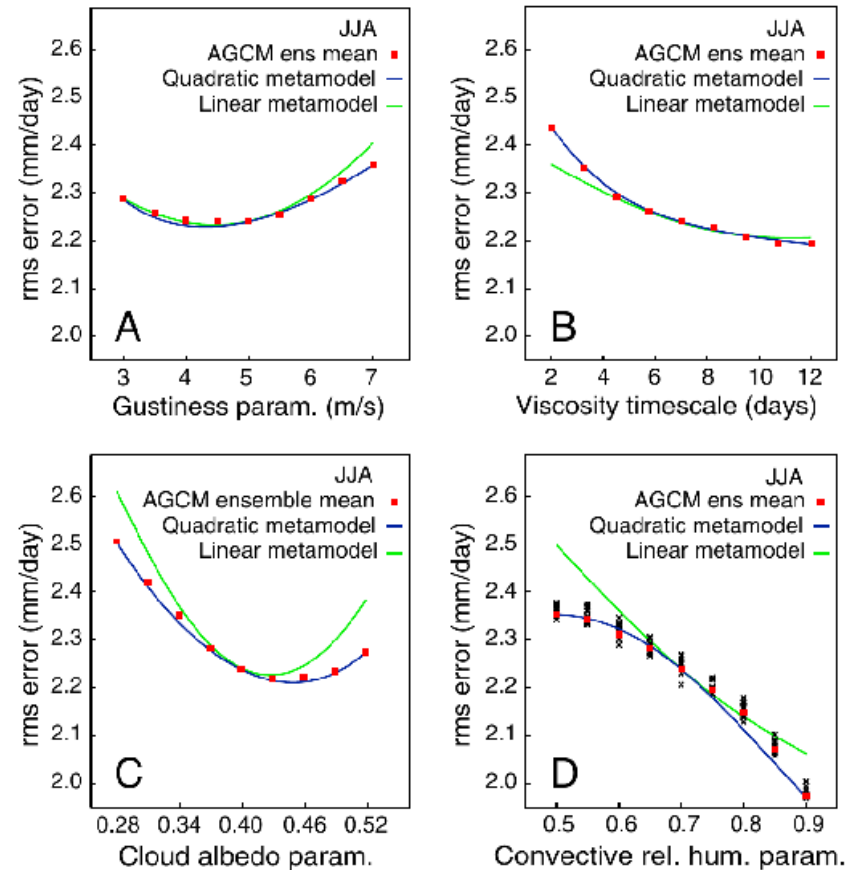 JJA
AGCM ens mean
Quadratic metamodel
Linear metamodel
2.6
2.5
2.4
2.3
2.2
2.1
2.0
rms error (mm/day)
A
3 4 5 6 7
Gustiness param. (m/s)
JJA
AGCM ens mean
Quadratic metamodel
Linear metamodel
2.6
2.5
2.4
2.3
2.2
2.1
2.0
rms error (mm/day)
B
2 4 6 8 10 12
Viscosity timescale (days)
JJA
AGCM ensemble mean
Quadratic metamodel
Linear metamodel
2.6
2.5
2.4
2.3
2.2
2.1
2.0
rms error (mm/day)
C
0.28 0.34 0.40 0.46 0.52
Cloud albedo param.
JJA
AGCM ens mean
Quadratic metamodel
Linear metamodel
2.6
2.5
2.4
2.3
2.2
2.1
2.0
rms error (mm/day)
D
0.5 0.6 0.7 0.8 0.9
Convective rel. hum. param.